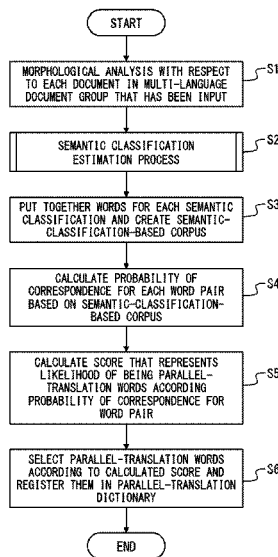 START
MORPHOLOGICAL ANALYSIS WITH RESPECT
TO EACH DOCUMENT IN MULTI-LANGUAGE
DOCUMENT GROUP THAT HAS BEEN INPUT
S1
SEMANTIC CLASSIFICATION
ESTIMATION PROCESS
S2
PUT TOGETHER WORDS FOR EACH SEMANTIC
CLASSIFICATION AND CREATE SEMANTIC-
CLASSIFICATION-BASED CORPUS
S3
CALCULATE PROBABILITY OF
CORRESPONDENCE FOR EACH WORD PAIR
BASED ON SEMANTIC-CLASSIFICATION-
BASED CORPUS
S4
CALCULATE SCORE THAT REPRESENTS
LIKELIHOOD OF BEING PARALLEL-
TRANSLATION WORDS ACCORDING
PROBABILITY OF CORRESPONDENCE FOR
WORD PAIR
S5
SELECT PARALLEL-TRANSLATION WORDS
ACCORDING TO CALCULATED SCORE AND
REGISTER THEM IN PARALLEL-TRANSLATION
DICTIONARY
S6
END